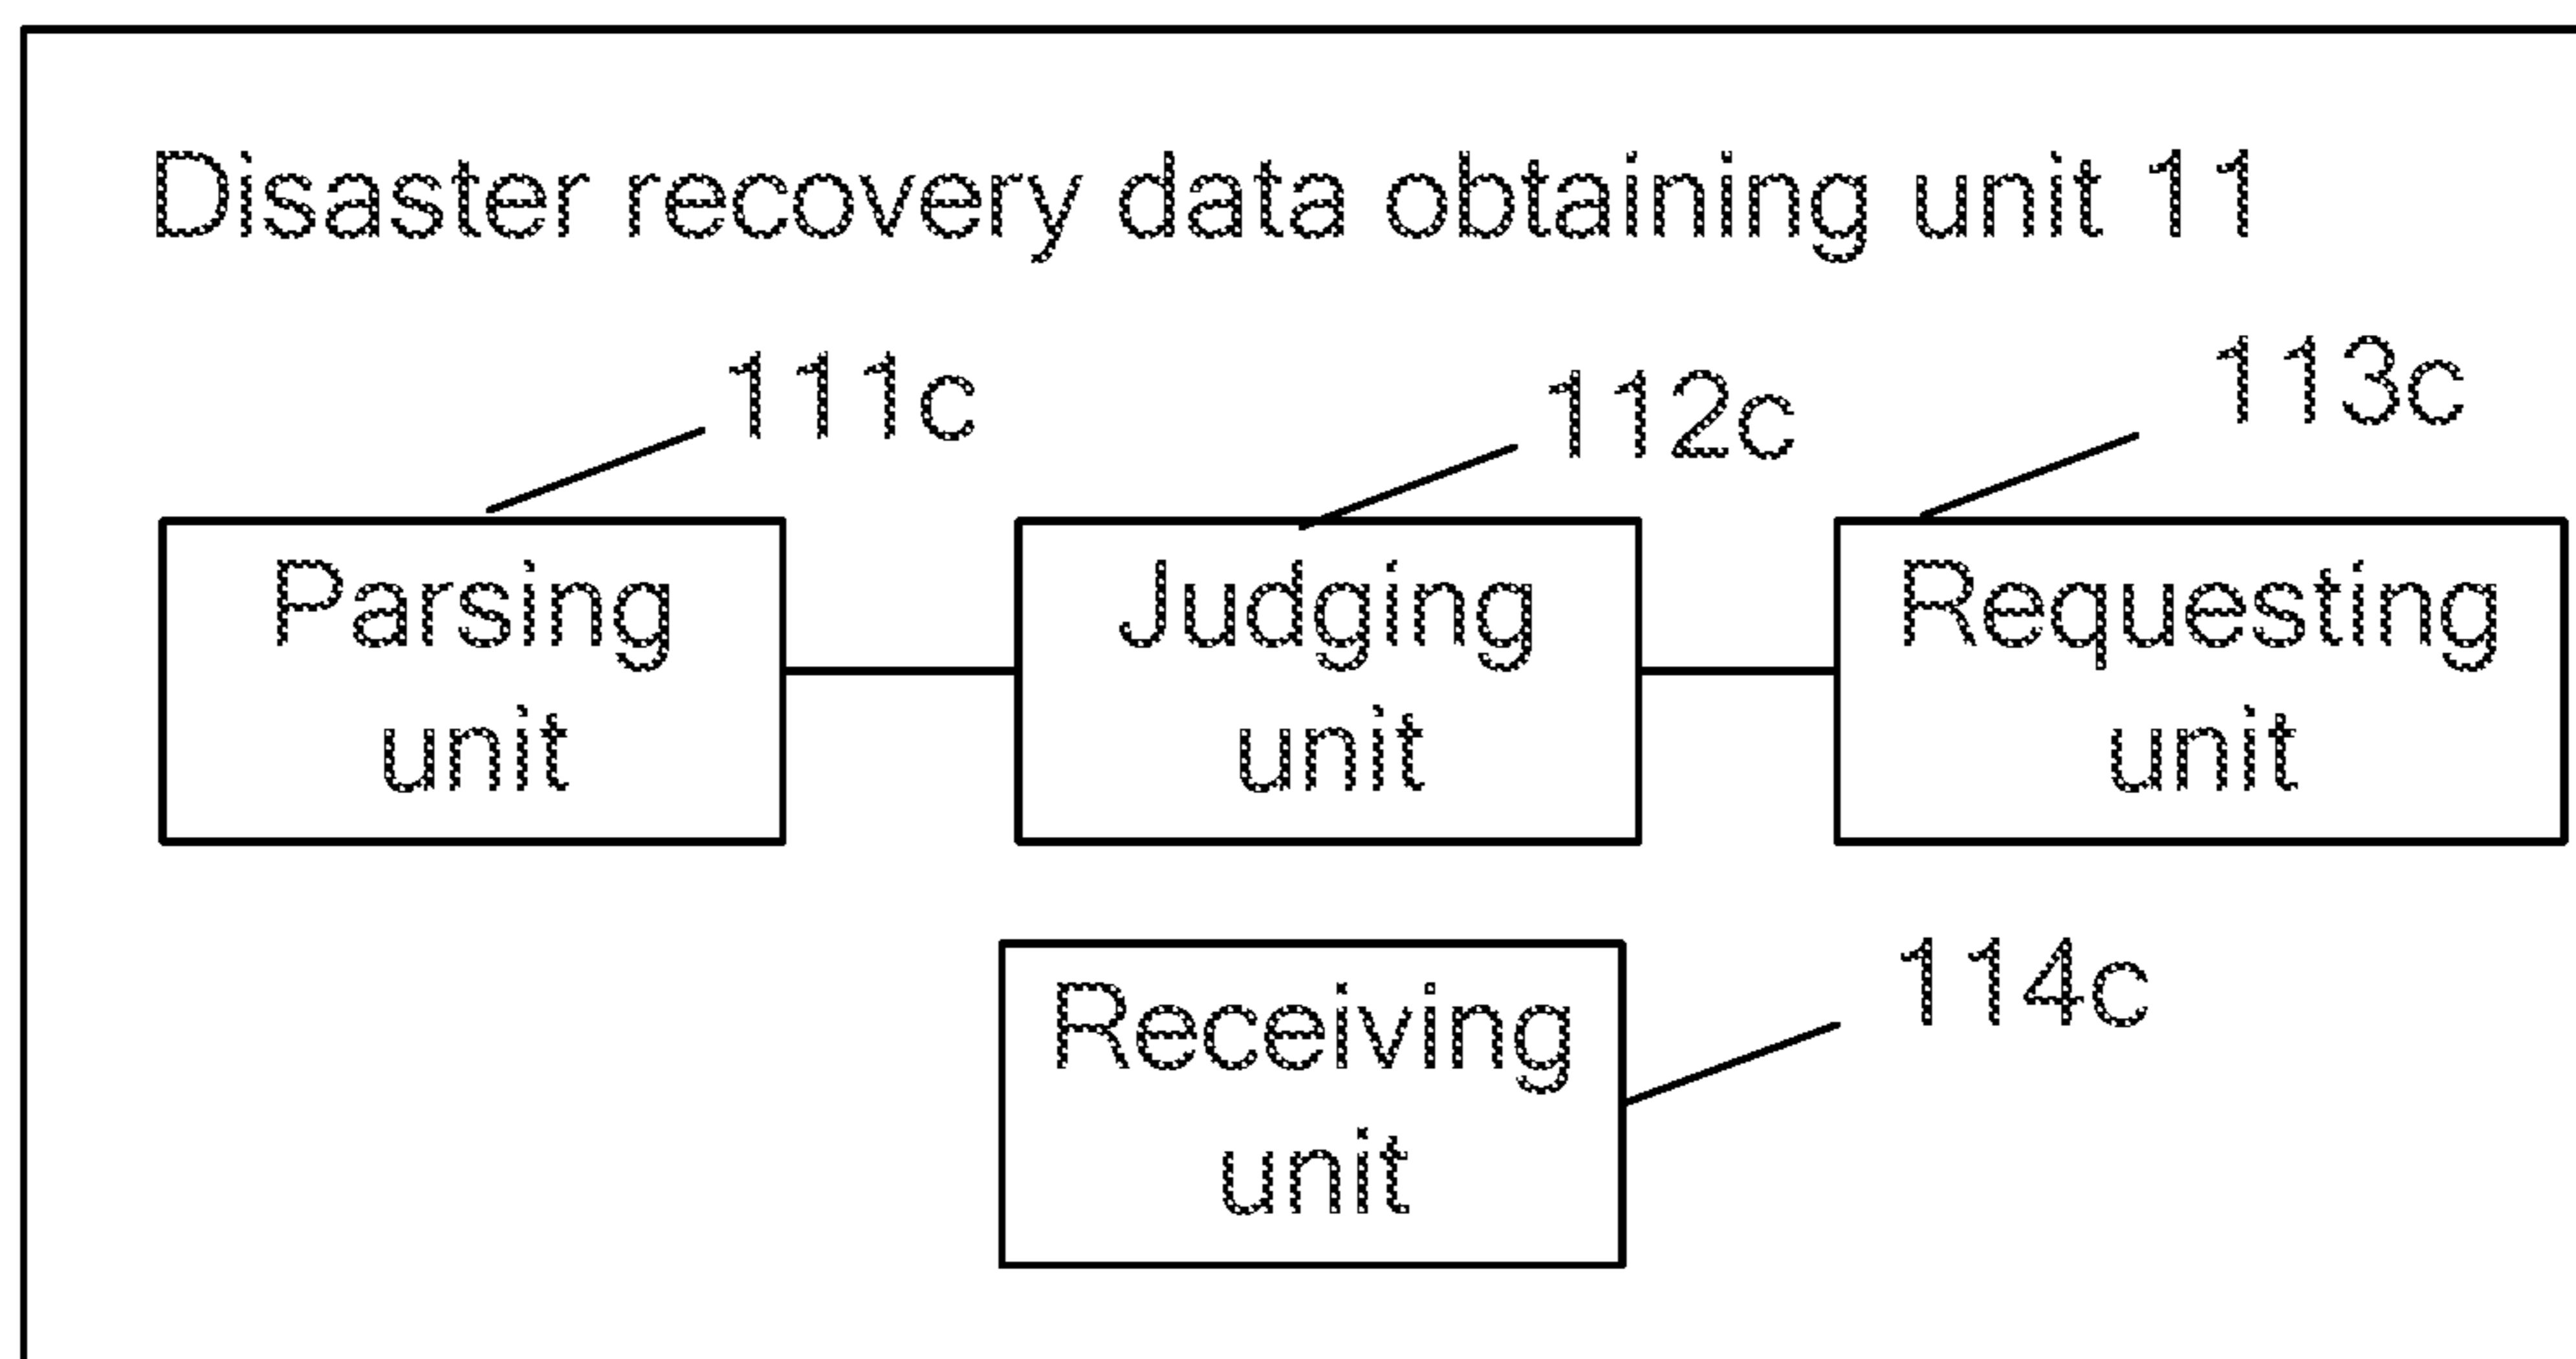 Disaster recovery data obtaining unit 11
111c
112c
113c
Parsing
unit
Judging
unit
Requesting
unit
Receiving
unit
114c